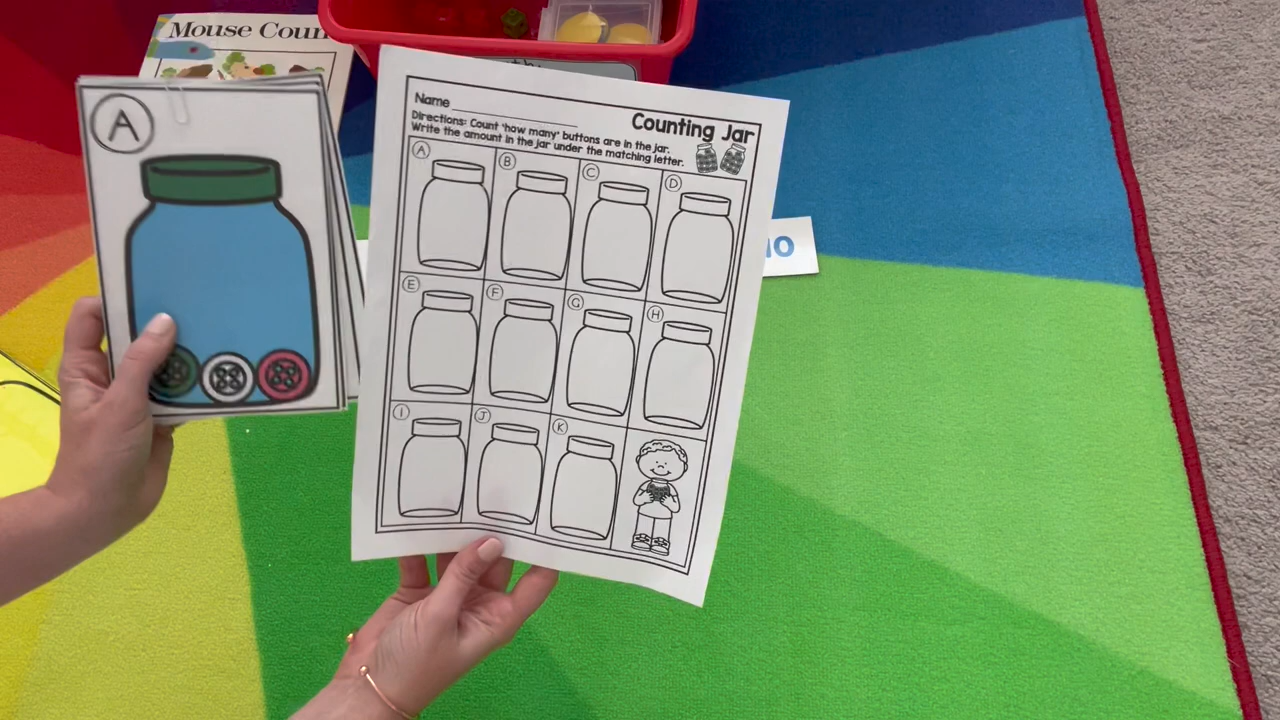 Mouse Coun
A
Name
Counting Jar
Directions: Count 'how many' buttons are in the jar.
Write the amount in the jar under the matching letter.
A
B
C
D
E
F
G
H
I
J
K
10